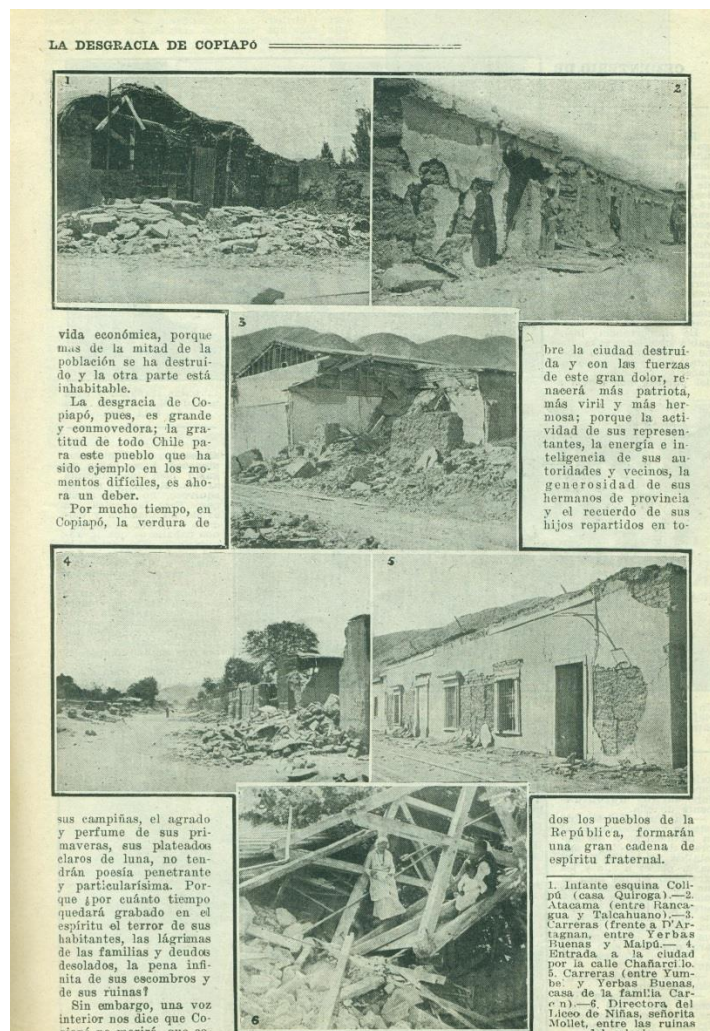 LA DESGRACIA DE COPIAPÓ
1
2
3
vida económica, porque
mas de la mitad de la
población se ha destruí-
do y la otra parte está
inhabitable.
La desgracia de Co-
piapó, pues, es grande
y conmovedora; la gra-
titud de todo Chile pa-
ra este pueblo que ha
sido ejemplo en los mo-
mentos difíciles, es aho-
ra un deber.
Por mucho tiempo, en
Copiapó, la verdura de
4
5
sus campiñas, el agrado
y perfume de sus pri-
maveras, sus plateados
claros de luna, no ten-
drán poesía penetrante
y particularísima. Por-
que ¿por cuánto tiempo
quedará grabado en el
espíritu el terror de sus
habitantes, las lágrimas
de las familias y deudos
desolados, la pena infi-
nita de sus escombros y
de sus ruinas?
Sin embargo, una voz
interior nos dice que Co-
6
bre la ciudad destruí-
da y con las fuerzas
de este gran dolor, re-
nacerá más patriota,
más viril y más her-
mosa; porque la acti-
vidad de sus represen-
tantes, la energía e in-
teligencia de sus au-
toridades y vecinos, la
generosidad de sus
hermanos de provincia
y el recuerdo de sus
hijos repartidos en to-
dos los pueblos de la
República, formarán
una gran cadena de
espíritu fraternal.
1. Infante esquina Coli-
pú (casa Quiroga).—2.
Atacama (entre Ranca-
gua y Talcahuano).—3.
Carreras (frente a D'Ar-
tagnan, entre Yerbas
Buenas y Maipú.— 4.
Entrada a la ciudad
por la calle Chañarcillo.
5. Carreras (entre Yum-
bel y Yerbas Buenas,
casa de la familia Car-
6. Directora del
Liceo de Niñas, señorita
Mollet, entre las ruinas